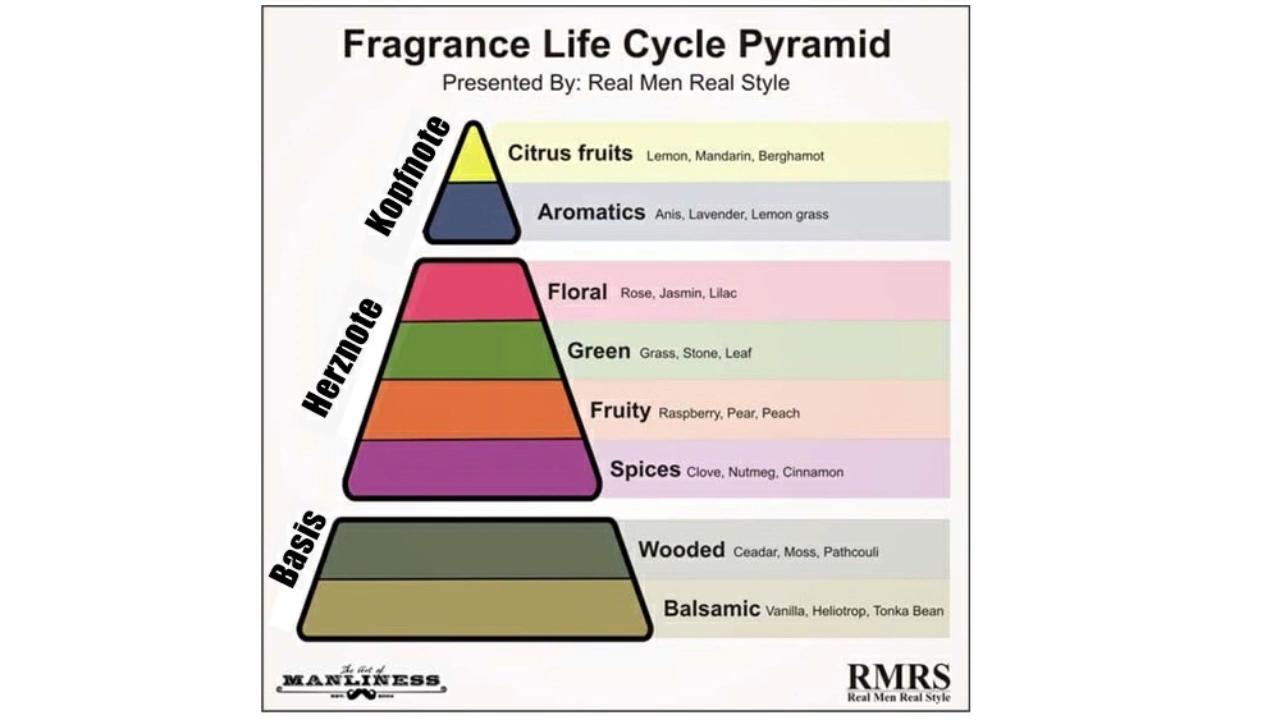 Fragrance Life Cycle Pyramid
Presented By: Real Men Real Style
Kopfnote
Citrus fruits Lemon, Mandarin, Berghamot
Aromatics Anis, Lavender, Lemon grass
Herznote
Floral Rose, Jasmin, Lilac
Green Grass, Stone, Leaf
Fruity Raspberry, Pear, Peach
Spices Clove, Nutmeg, Cinnamon
Basis
Wooded Ceadar, Moss, Pathcouli
Balsamic Vanilla, Heliotrop, Tonka Bean
The Art of
MANLINESS
RMRS
Real Men Real Style